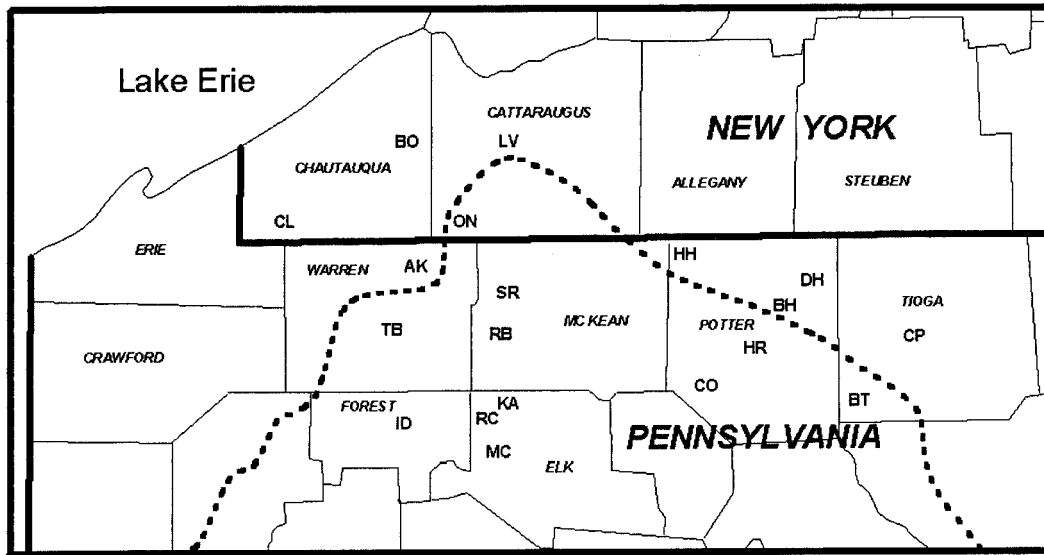 Lake Erie
CATTARAUGUS
NEW YORK
BO
LV
CHAUTAUQUA
ALLEGANY
STEUBEN
CL
ON
ERIE
HH
WARREN
AK
DH
SR
BH
TIOGA
MC KEAN
POTTER
TB
RB
CP
HR
CRAWFORD
CO
KA
BT
FOREST
ID
RC
PENNSYLVANIA
MC
ELK